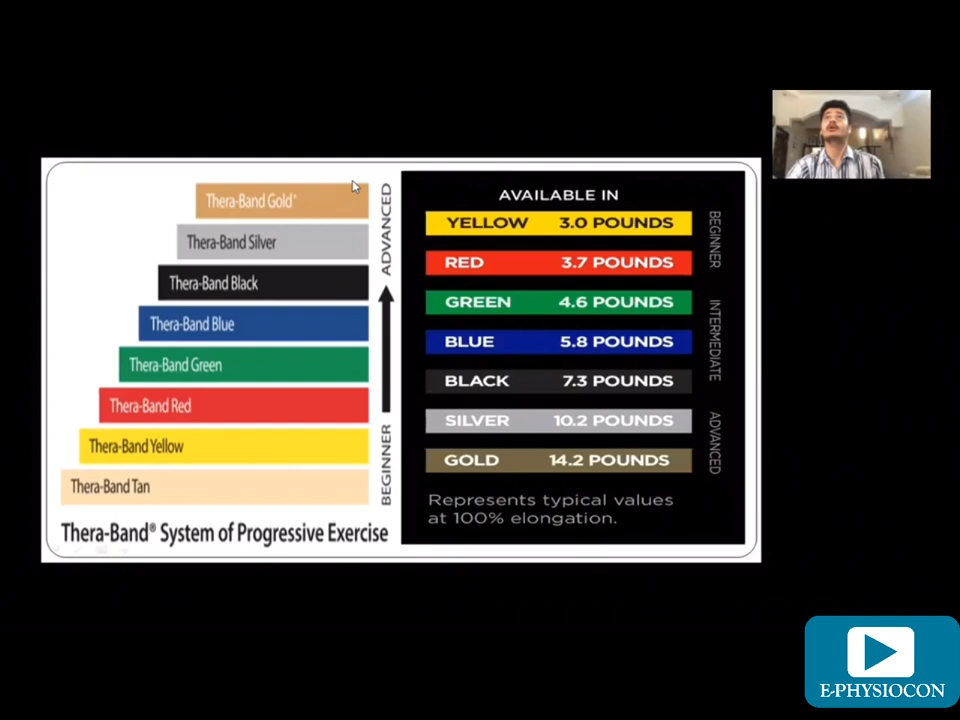 Thera-Band Gold®
Thera-Band Silver
Thera-Band Black
Thera-Band Blue
Thera-Band Green
Thera-Band Red
Thera-Band Yellow
Thera-Band Tan
ADVANCED
BEGINNER
Thera-Band® System of Progressive Exercise
AVAILABLE IN
YELLOW 3.0 POUNDS
RED 3.7 POUNDS
GREEN 4.6 POUNDS
BLUE 5.8 POUNDS
BLACK 7.3 POUNDS
SILVER 10.2 POUNDS
GOLD 14.2 POUNDS
BEGINNER
INTERMEDIATE
ADVANCED
Represents typical values
at 100% elongation.
E-PHYSIOCON